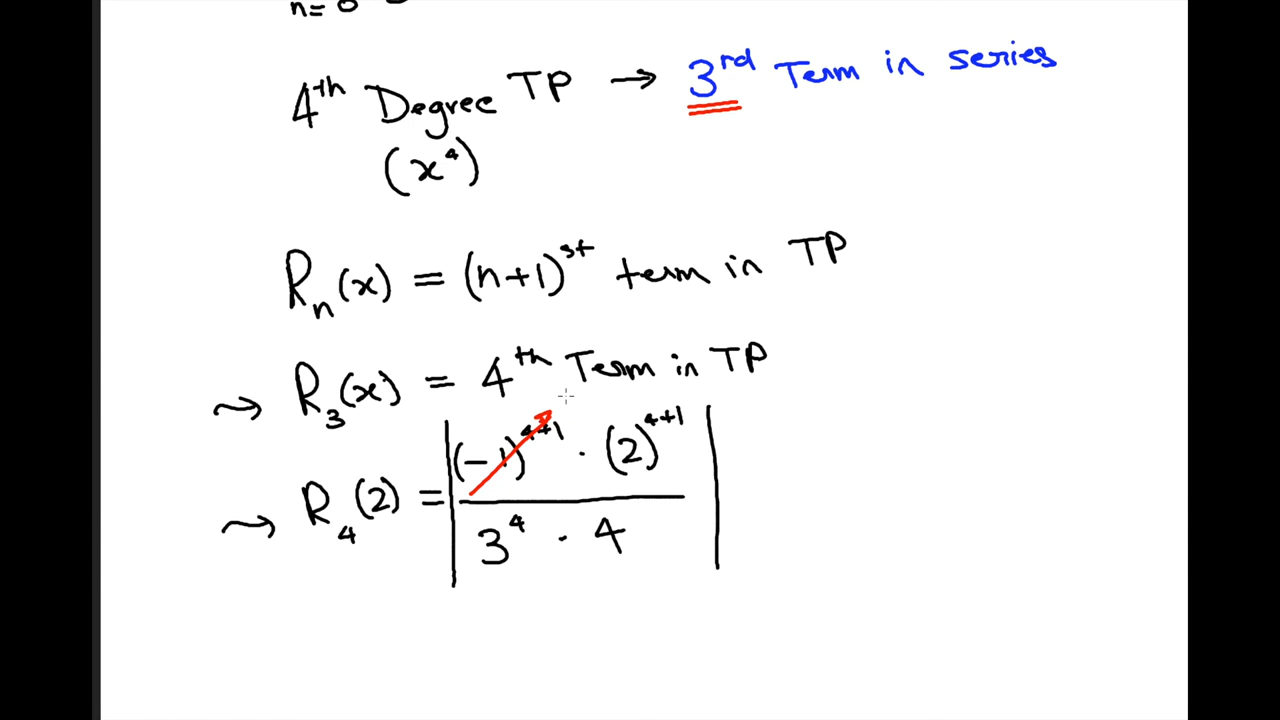 n=0
4ᵗʰ Degree TP → 3ʳᵈ Term in series
(x⁴)
Rₙ(x) = (n+1)ˢᵗ term in TP
⇝ R₃(x) = 4ᵗʰ Term in TP
⇝ R₄(2) = | (-1)⁴⁺¹ · (2)⁴⁺¹ / 3⁴ · 4 |